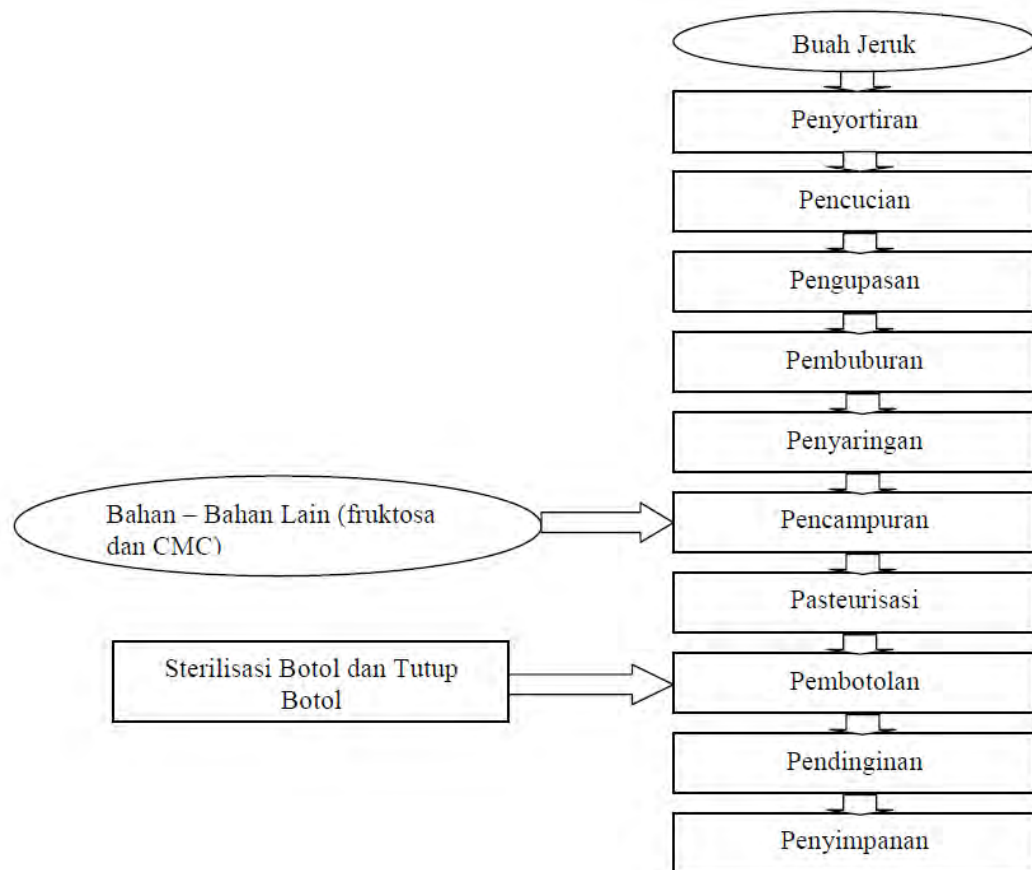 Buah Jeruk
Penyortiran
Pencucian
Pengupasan
Pembuburan
Penyaringan
Bahan – Bahan Lain (fruktosa
dan CMC)
Pencampuran
Pasteurisasi
Sterilisasi Botol dan Tutup
Botol
Pembotolan
Pendinginan
Penyimpanan